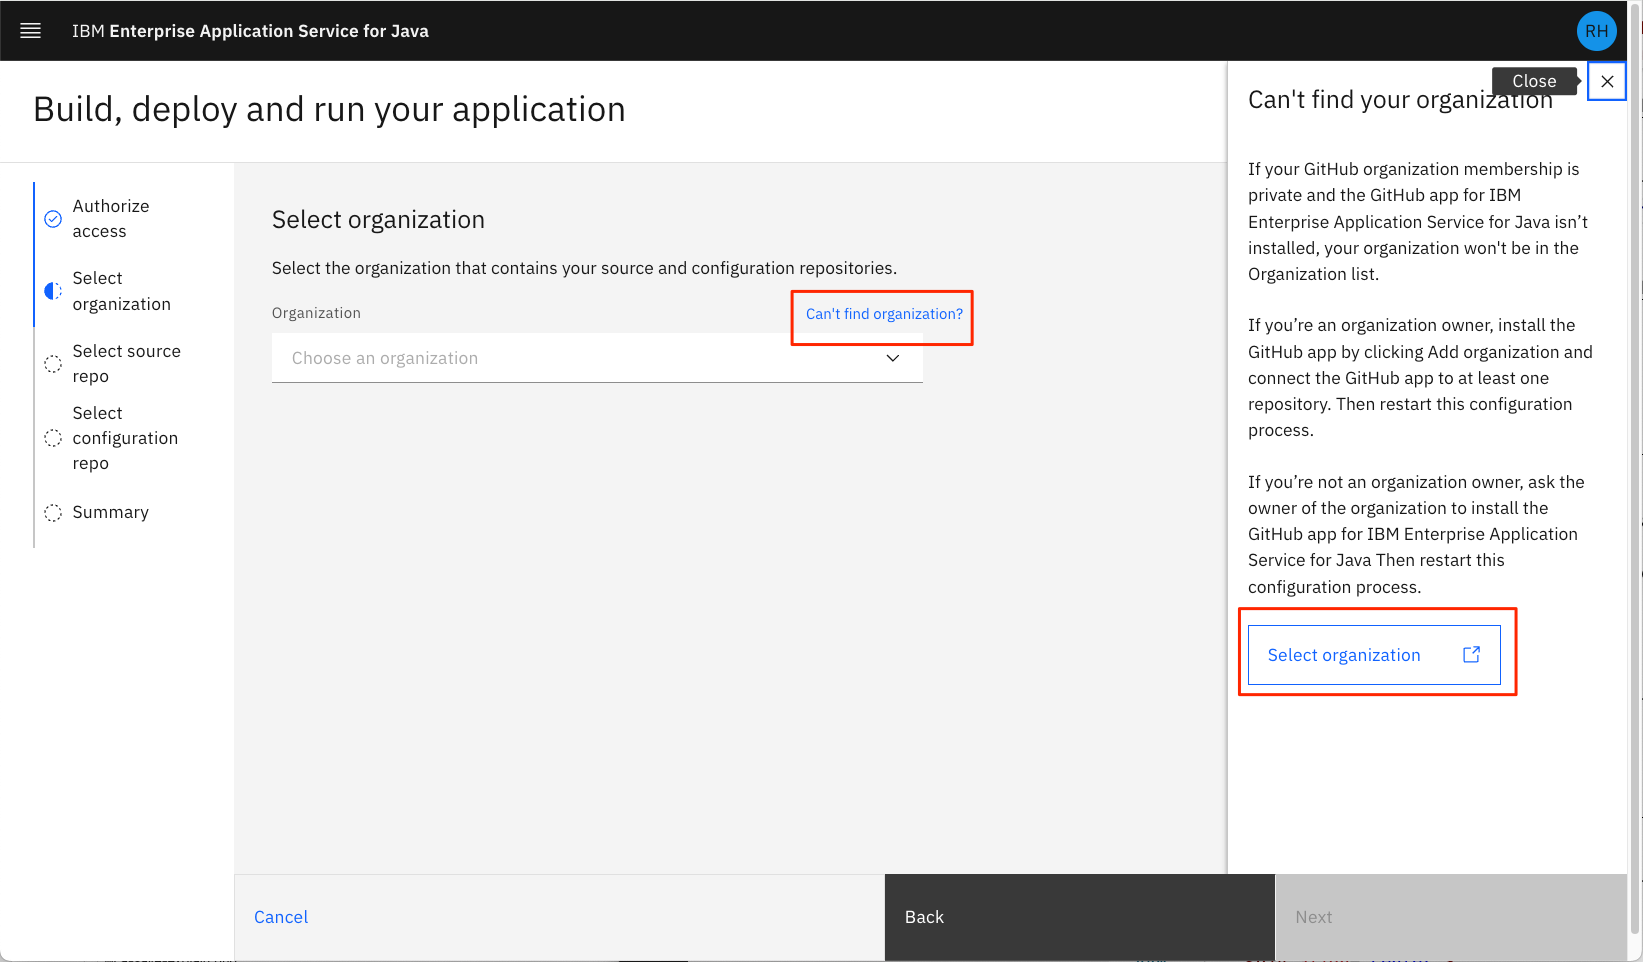 IBM Enterprise Application Service for Java
RH
Build, deploy and run your application
Close
Can't find your organization
Authorize
access
Select
organization
Select source
repo
Select
configuration
repo
Summary
Select organization
Select the organization that contains your source and configuration repositories.
Organization
Can't find organization?
Choose an organization
If your GitHub organization membership is
private and the GitHub app for IBM
Enterprise Application Service for Java isn’t
installed, your organization won't be in the
Organization list.
If you’re an organization owner, install the
GitHub app by clicking Add organization and
connect the GitHub app to at least one
repository. Then restart this configuration
process.
If you’re not an organization owner, ask the
owner of the organization to install the
GitHub app for IBM Enterprise Application
Service for Java Then restart this
configuration process.
Select organization
Cancel
Back
Next